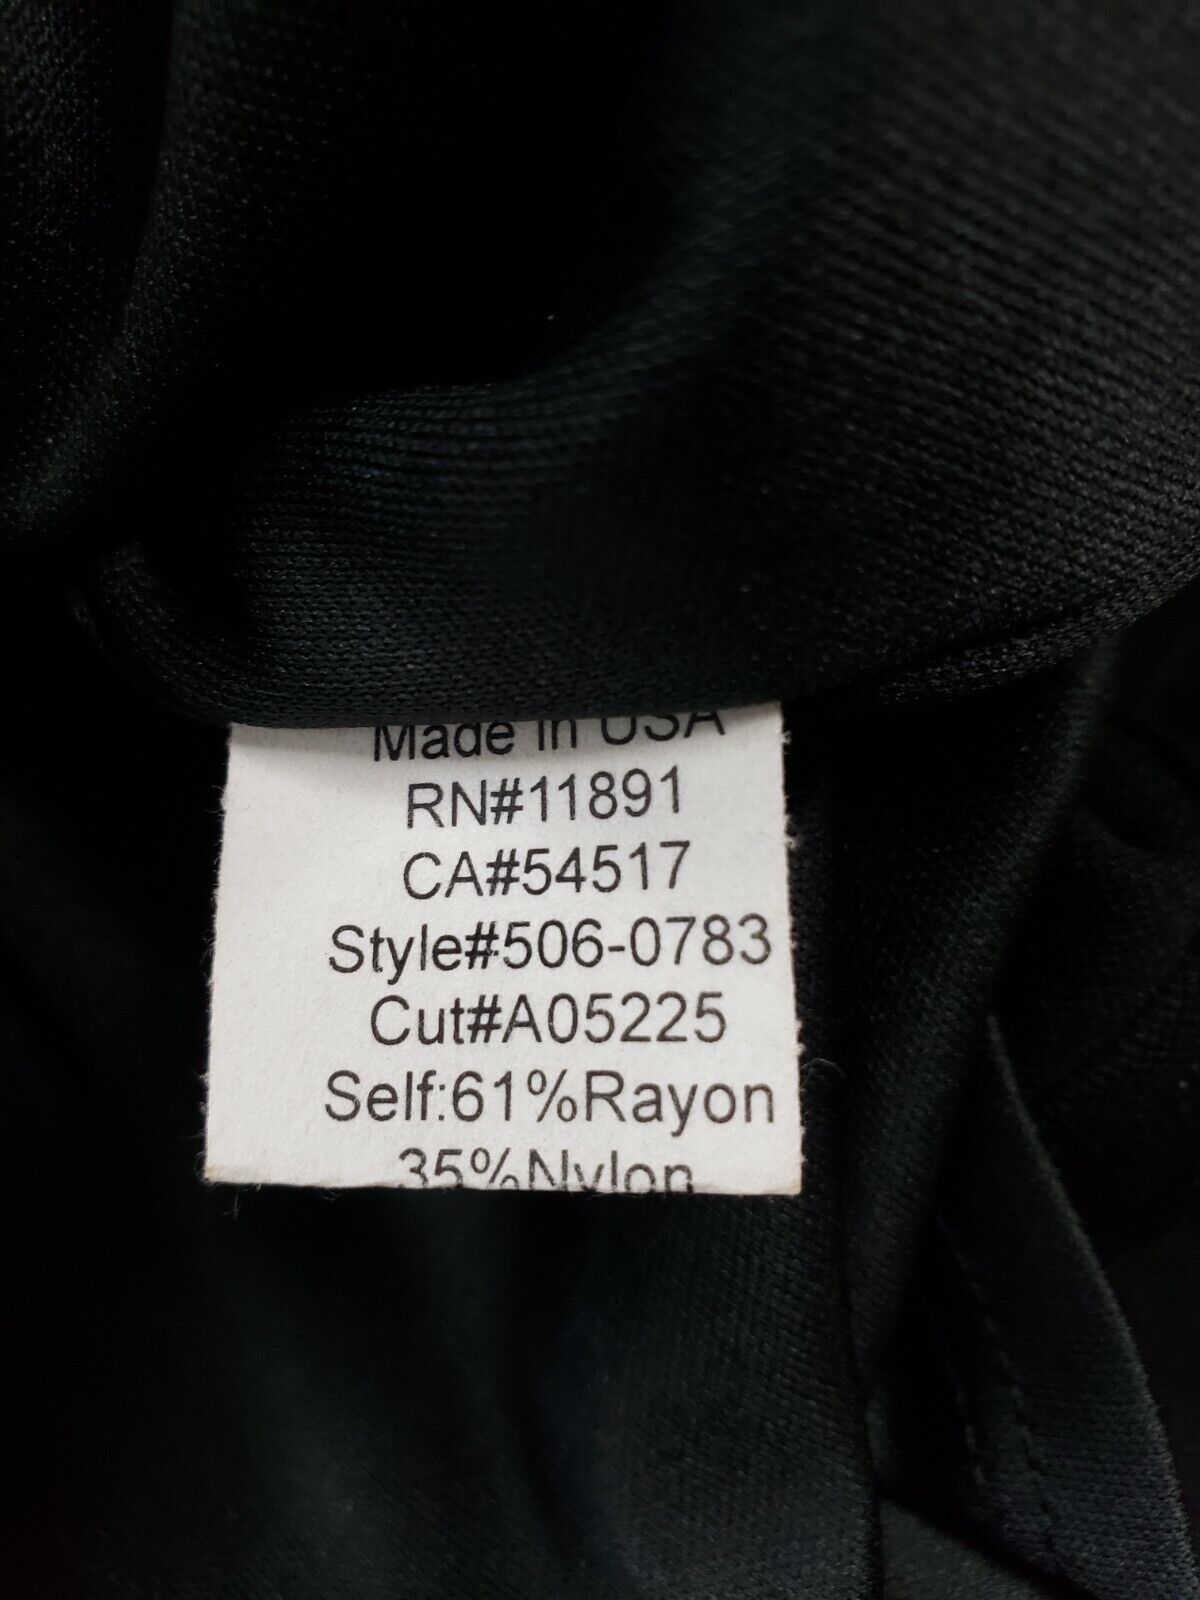 Made in USA
RN#11891
CA#54517
Style#506-0783
Cut#A05225
Self:61%Rayon
35%Nylon